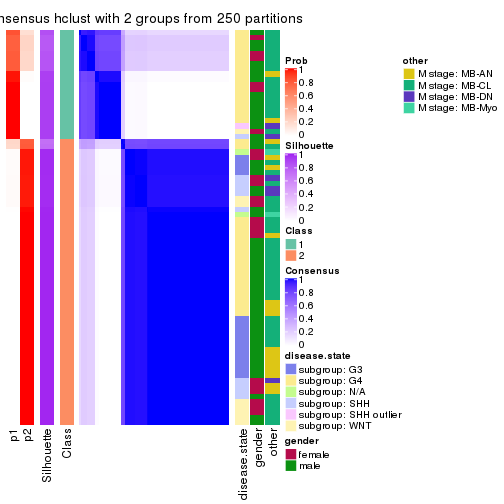 nsensus hclust with 2 groups from 250 partitions
Prob
1
0.8
0.6
0.4
0.2
0
Silhouette
1
0.8
0.6
0.4
0.2
0
Class
1
2
Consensus
1
0.8
0.6
0.4
0.2
0
disease.state
subgroup: G3
subgroup: G4
subgroup: N/A
subgroup: SHH
subgroup: SHH outlier
subgroup: WNT
gender
female
male
other
M stage: MB-AN
M stage: MB-CL
M stage: MB-DN
M stage: MB-Myo
p1
p2
Silhouette
Class
disease.state
gender
other